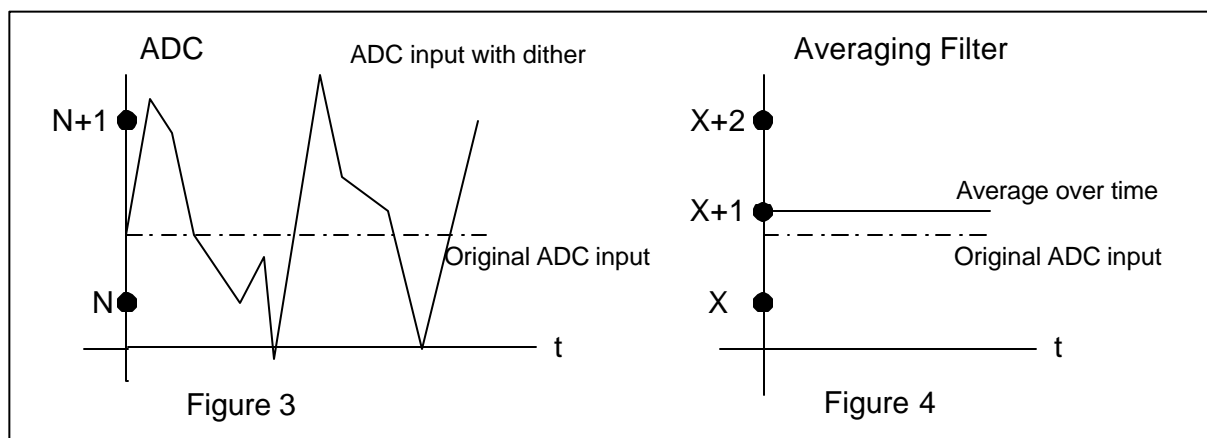 ADC
ADC input with dither
N+1
Original ADC input
N
t
Figure 3
Averaging Filter
X+2
Average over time
X+1
Original ADC input
X
t
Figure 4